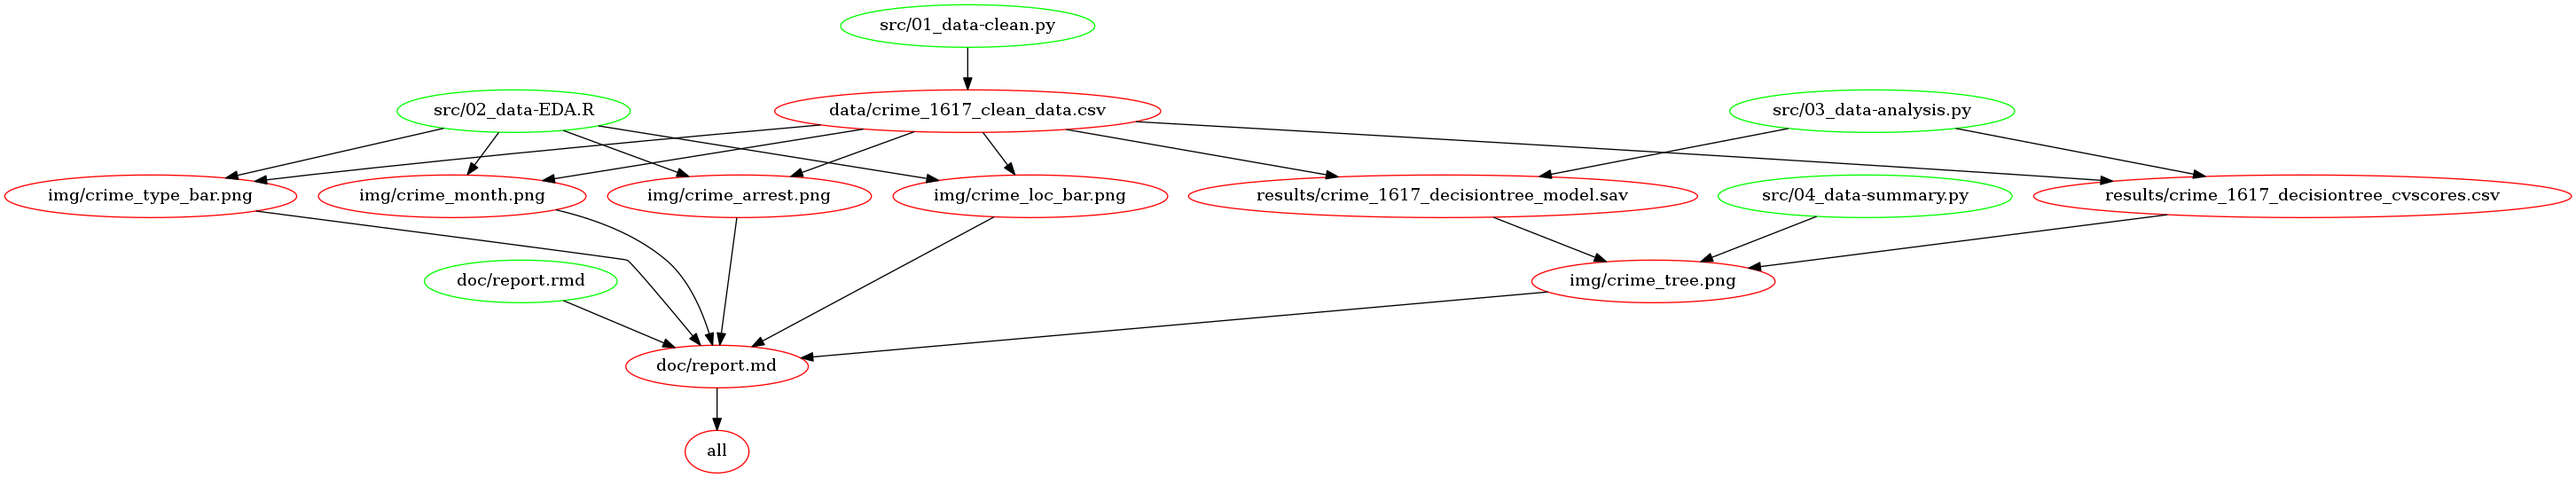 src/01_data-clean.py
src/02_data-EDA.R
data/crime_1617_clean_data.csv
src/03_data-analysis.py
img/crime_type_bar.png
img/crime_month.png
img/crime_arrest.png
img/crime_loc_bar.png
results/crime_1617_decisiontree_model.sav
src/04_data-summary.py
results/crime_1617_decisiontree_cvscores.csv
doc/report.rmd
img/crime_tree.png
doc/report.md
all